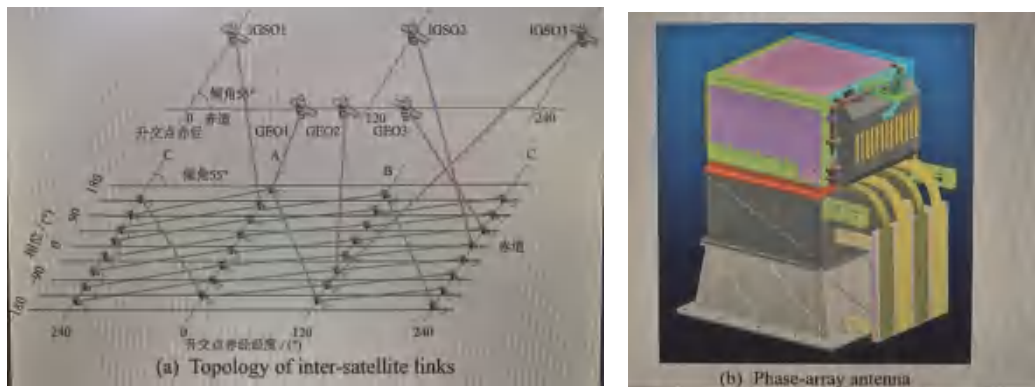 IGSO1
IGSO2
IGSO3
倾角55°
0 赤道
120
240
升交点赤经
GEO1
GEO2
GEO3
C
A
B
C
倾角55°
180
90
0
-90
-180
相位/(°)
赤道
240
0
120
240
升交点赤经经度/(°)
(a) Topology of inter-satellite links
(b) Phase-array antenna